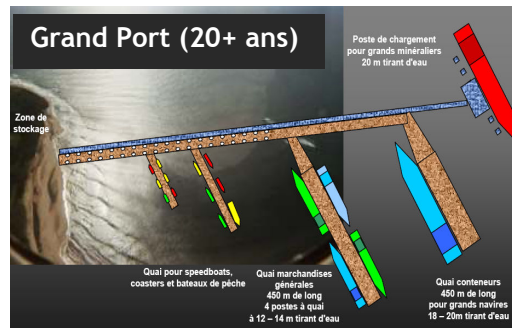 Grand Port (20+ ans)
Poste de chargement
pour grands minéraliers
20 m tirant d'eau
Zone de
stockage
Quai pour speedboats,
coasters et bateaux de pêche
Quai marchandises
générales
450 m de long
4 postes à quai
à 12 – 14 m tirant d'eau
Quai conteneurs
450 m de long
pour grands navires
18 – 20m tirant d'eau